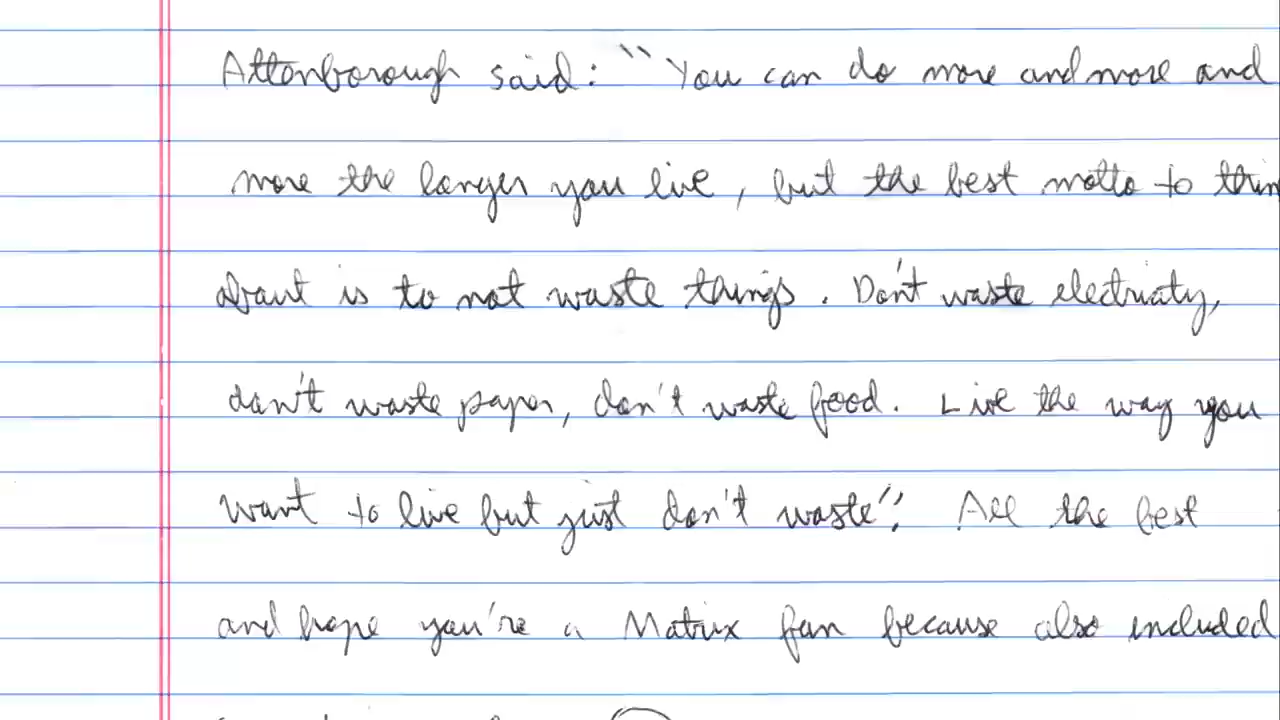 Attenborough said: "You can do more and more and
more the longer you live, but the best motto to thin
about is to not waste things. Don't waste electricity,
don't waste paper, don't waste food. Live the way you
want to live but just don't waste". All the best
and hope you're a Matrix fan because also included